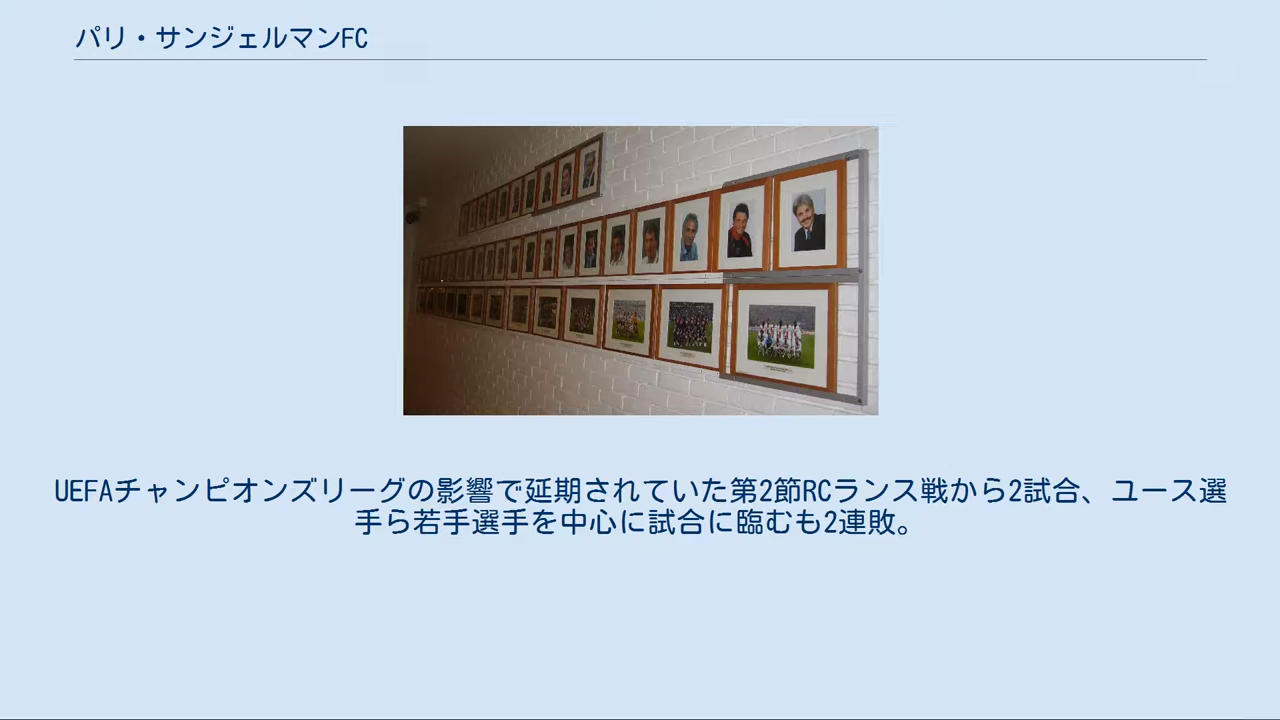 パリ・サンジェルマンFC
UEFAチャンピオンズリーグの影響で延期されていた第2節RCランス戦から2試合、ユース選
手ら若手選手を中心に試合に臨むも2連敗。